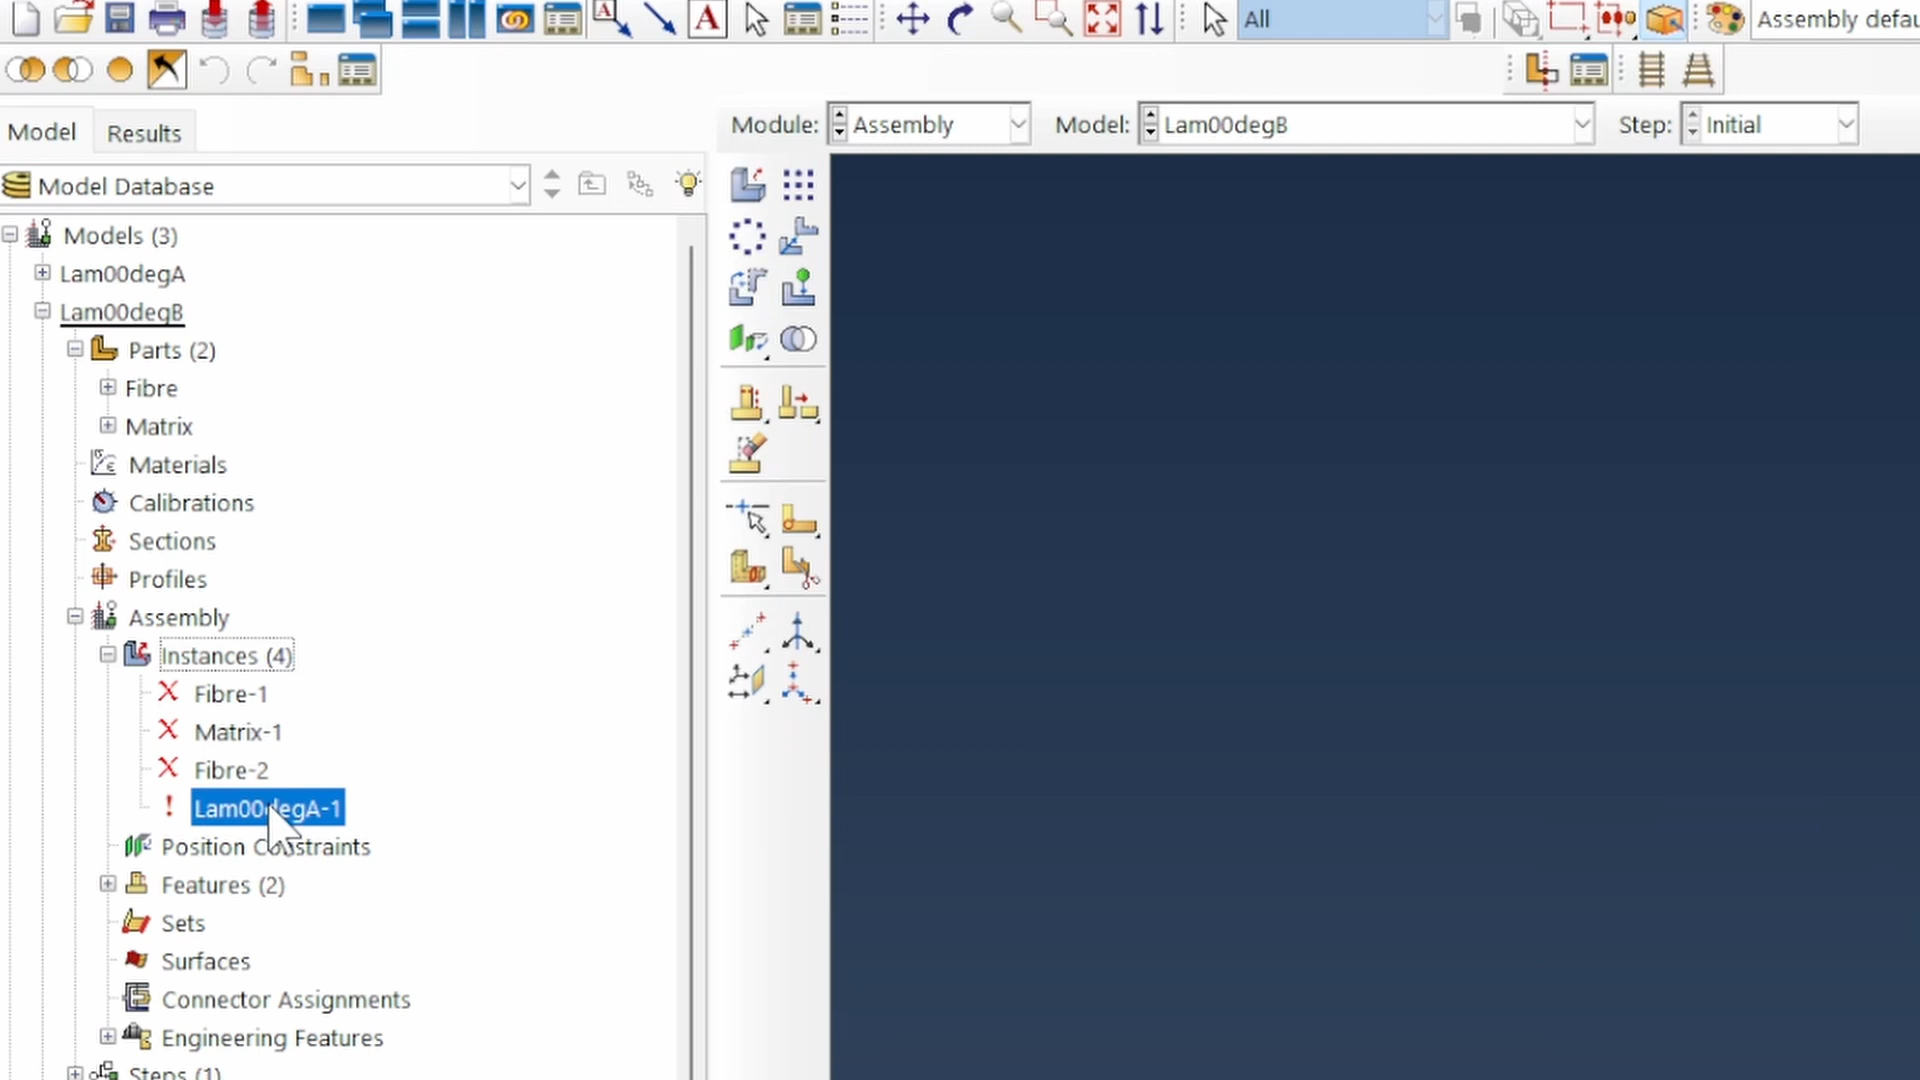 All
Assembly defau
Model
Results
Module: Assembly Model: Lam00degB Step: Initial
Model Database
Models (3)
Lam00degA
Lam00degB
Parts (2)
Fibre
Matrix
Materials
Calibrations
Sections
Profiles
Assembly
Instances (4)
Fibre-1
Matrix-1
Fibre-2
Lam00degA-1
Position Constraints
Features (2)
Sets
Surfaces
Connector Assignments
Engineering Features
Steps (1)